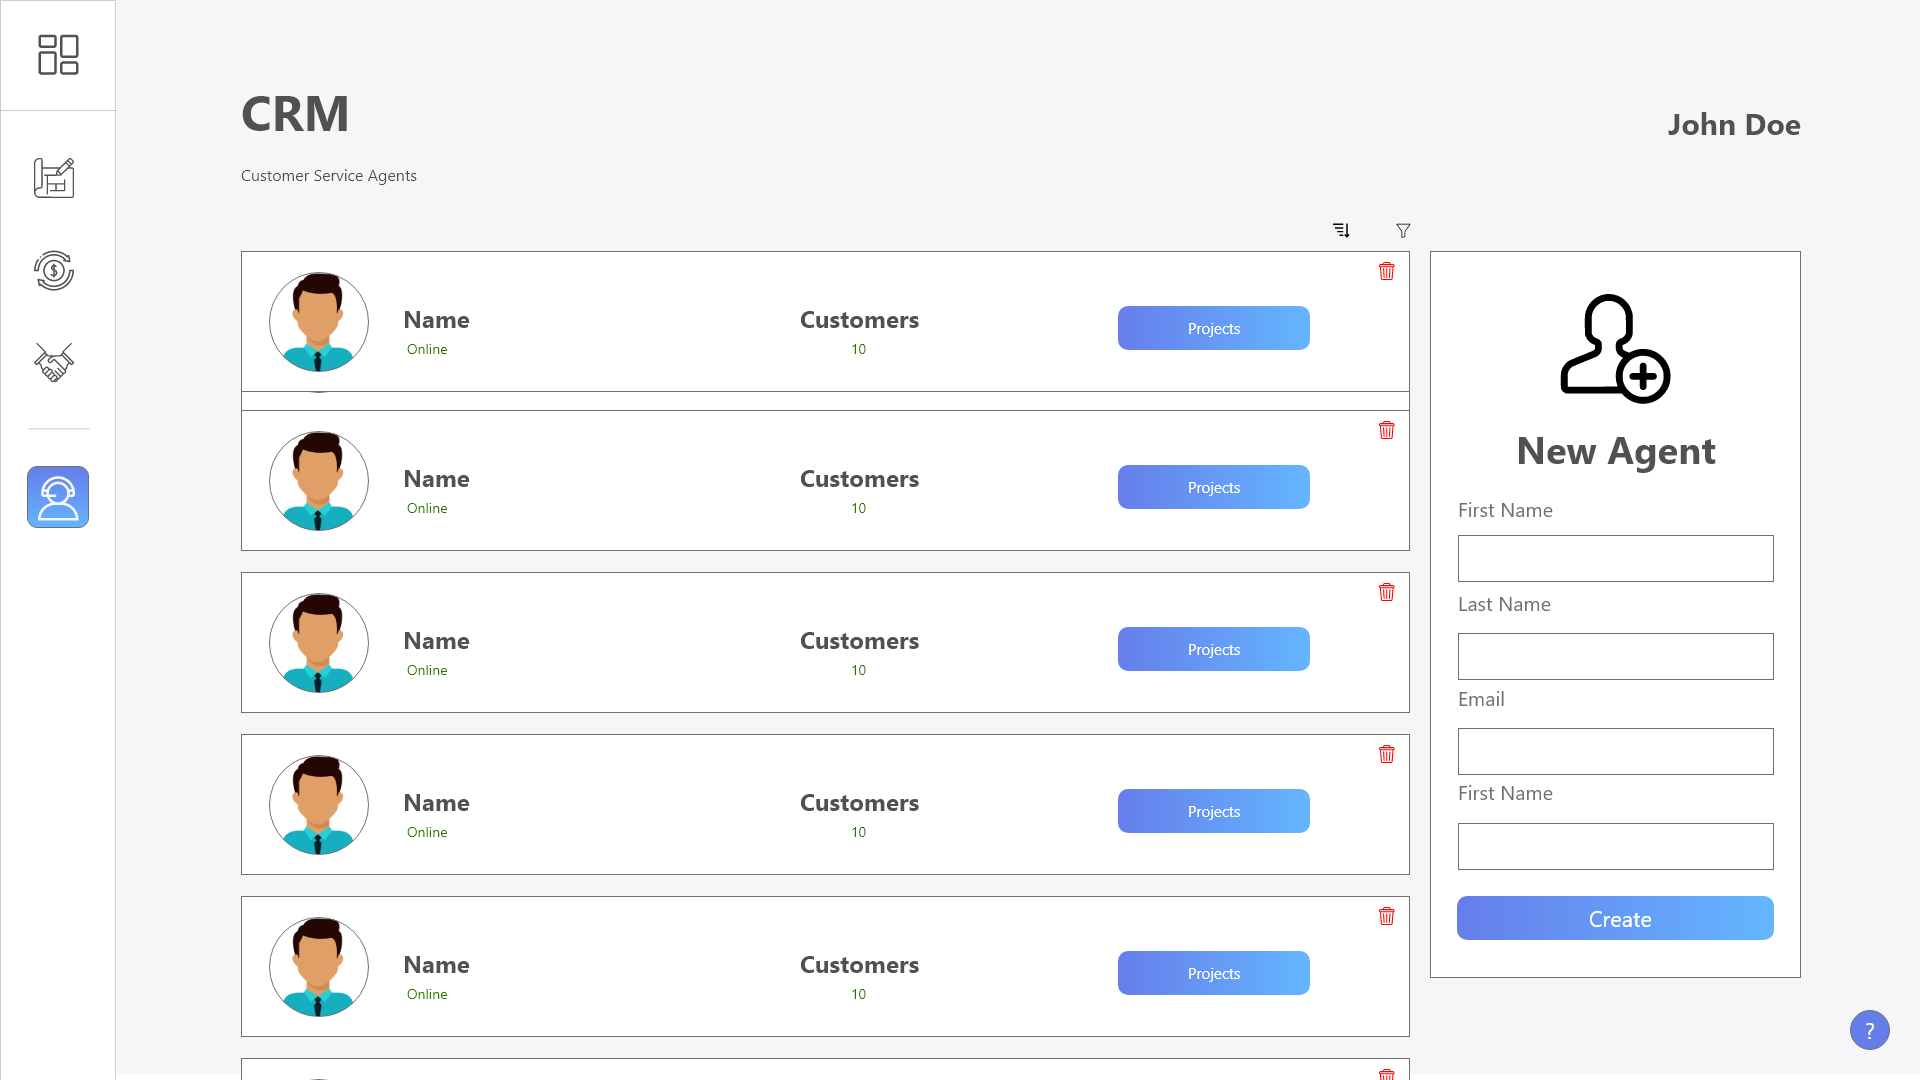 CRM
John Doe
Customer Service Agents
Name
Online
Customers
10
Projects
Name
Online
Customers
10
Projects
Name
Online
Customers
10
Projects
Name
Online
Customers
10
Projects
Name
Online
Customers
10
Projects
$
New Agent
First Name
Last Name
Email
First Name
Create
?